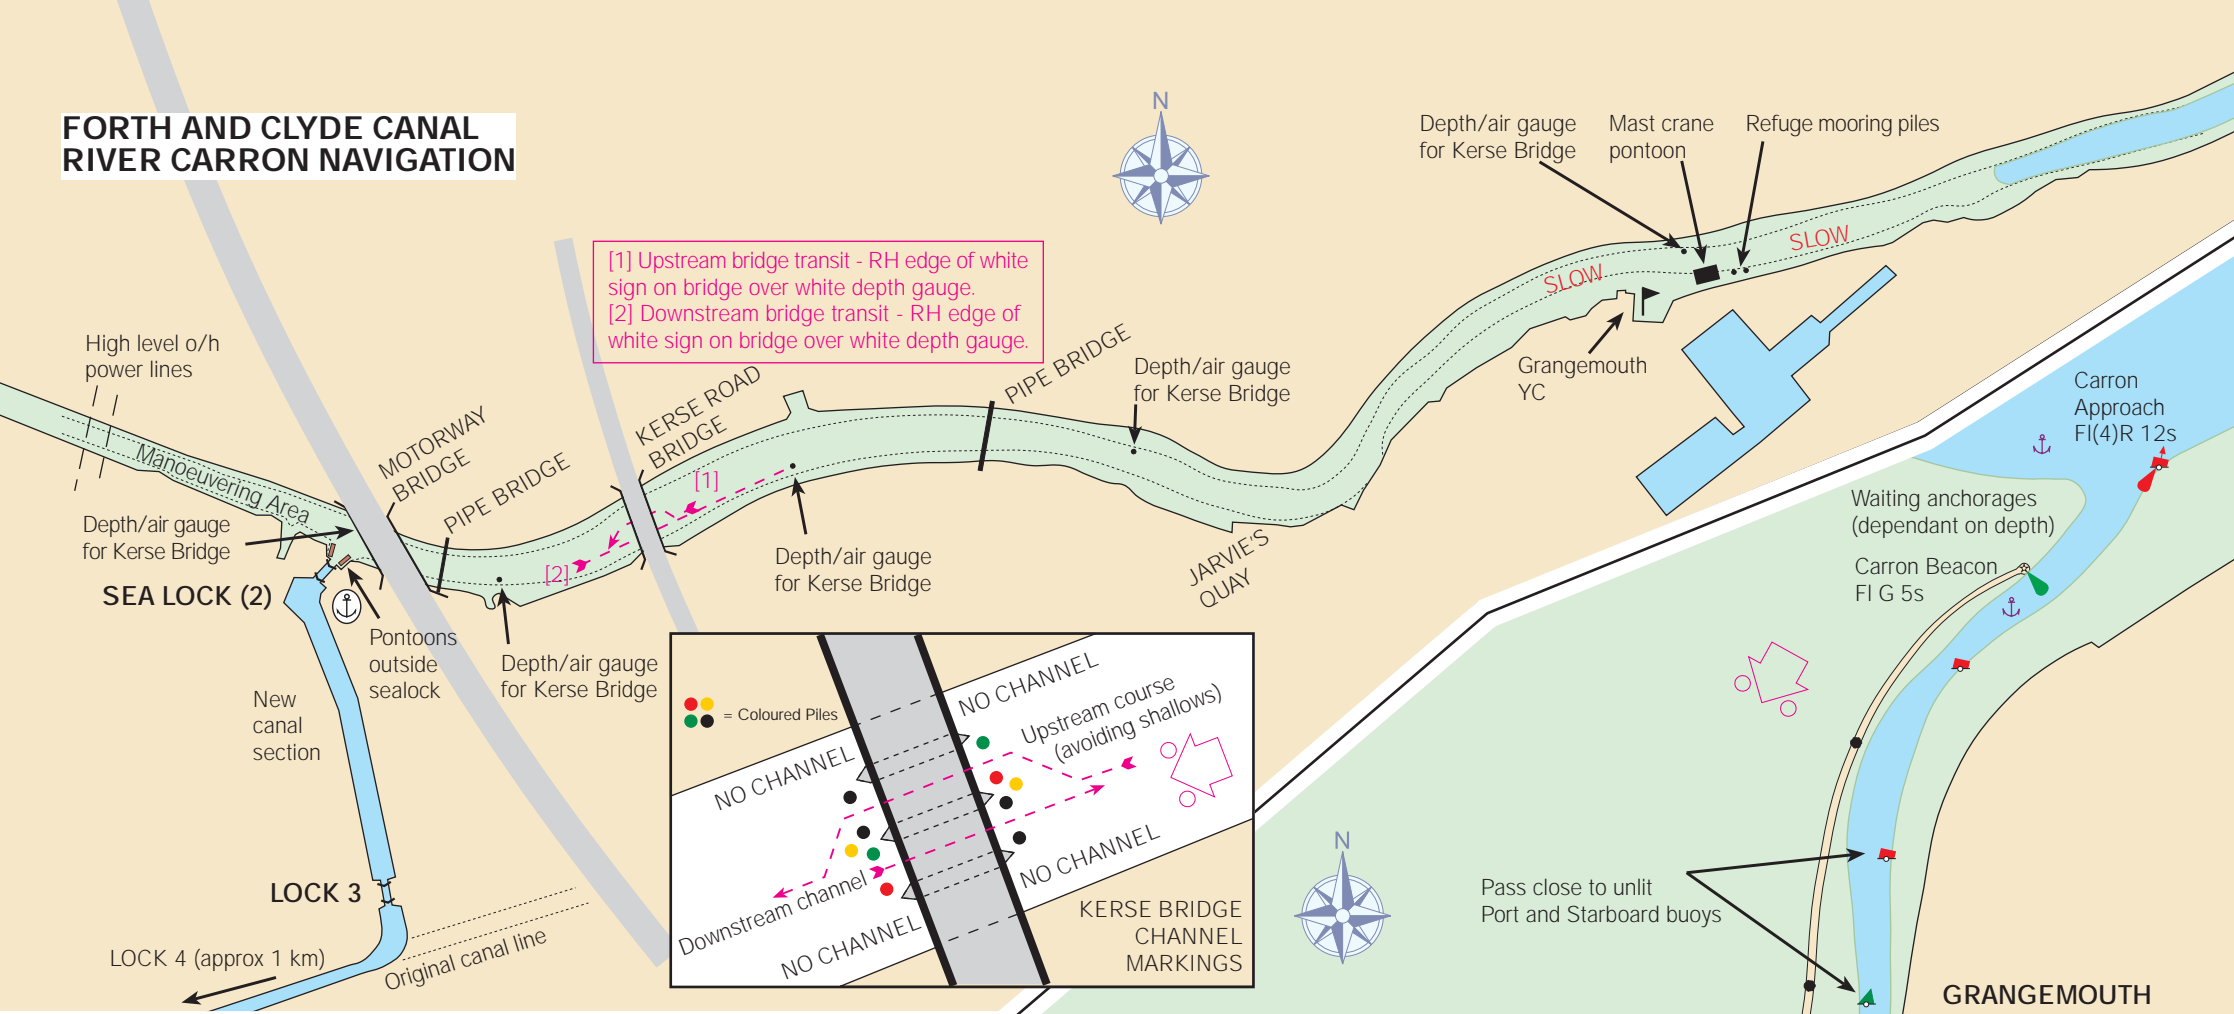 FORTH AND CLYDE CANAL
RIVER CARRON NAVIGATION
N
Depth/air gauge
for Kerse Bridge
Mast crane
pontoon
Refuge mooring piles
SLOW
SLOW
[1] Upstream bridge transit - RH edge of white
sign on bridge over white depth gauge.
[2] Downstream bridge transit - RH edge of
white sign on bridge over white depth gauge.
High level o/h
power lines
Manoeuvering Area
MOTORWAY
BRIDGE
PIPE BRIDGE
KERSE ROAD
BRIDGE
PIPE BRIDGE
Depth/air gauge
for Kerse Bridge
Grangemouth
YC
Carron
Approach
Fl(4)R 12s
[1]
[2]
Depth/air gauge
for Kerse Bridge
SEA LOCK (2)
Depth/air gauge
for Kerse Bridge
JARVIE'S
QUAY
Waiting anchorages
(dependant on depth)
Carron Beacon
Fl G 5s
Pontoons
outside
sealock
Depth/air gauge
for Kerse Bridge
New
canal
section
= Coloured Piles
NO CHANNEL
NO CHANNEL
Upstream course
(avoiding shallows)
Downstream channel
NO CHANNEL
NO CHANNEL
KERSE BRIDGE
CHANNEL
MARKINGS
N
Pass close to unlit
Port and Starboard buoys
LOCK 3
LOCK 4 (approx 1 km)
Original canal line
GRANGEMOUTH